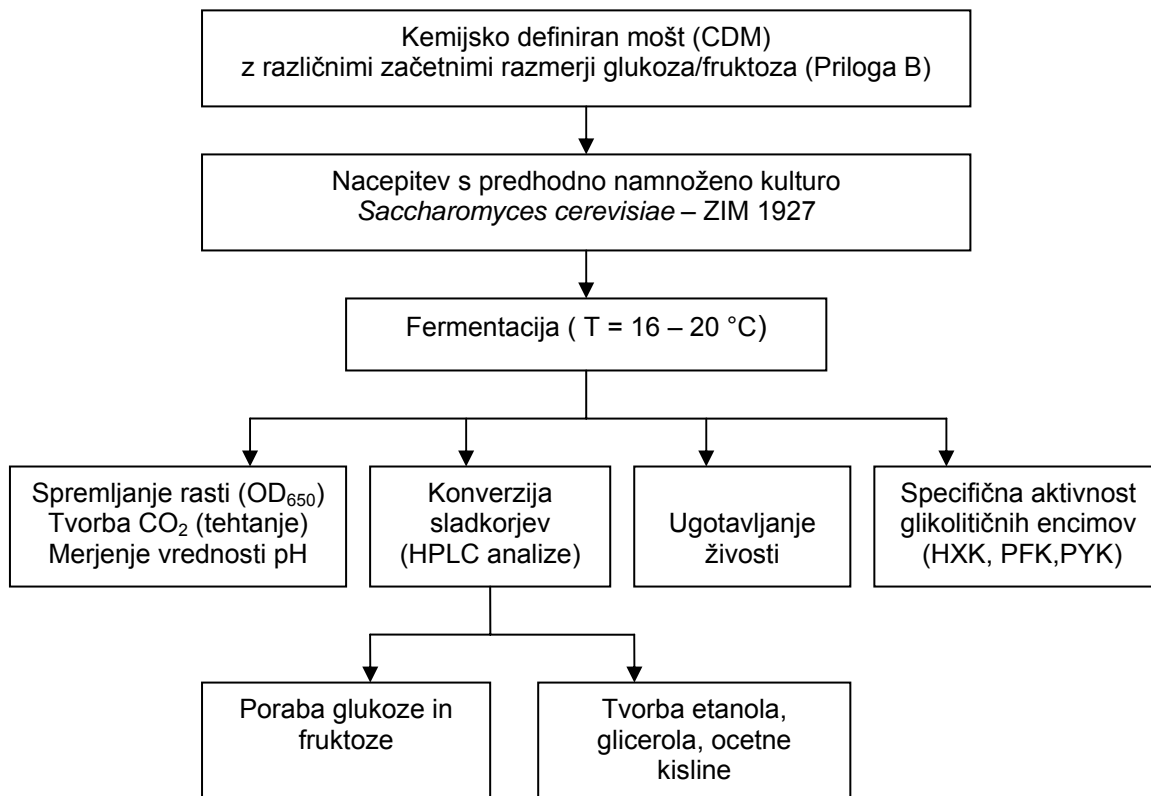 Kemijsko definiran mošt (CDM)
z različnimi začetnimi razmerji glukoza/fruktoza (Priloga B)
Nacepitev s predhodno namnoženo kulturo
Saccharomyces cerevisiae – ZIM 1927
Fermentacija ( T = 16 – 20 °C)
Spremljanje rasti (OD650)
Tvorba CO2 (tehtanje)
Merjenje vrednosti pH
Konverzija
sladkorjev
(HPLC analize)
Ugotavljanje
živosti
Specifična aktivnost
glikolitičnih encimov
(HXK, PFK,PYK)
Poraba glukoze in
fruktoze
Tvorba etanola,
glicerola, ocetne
kisline